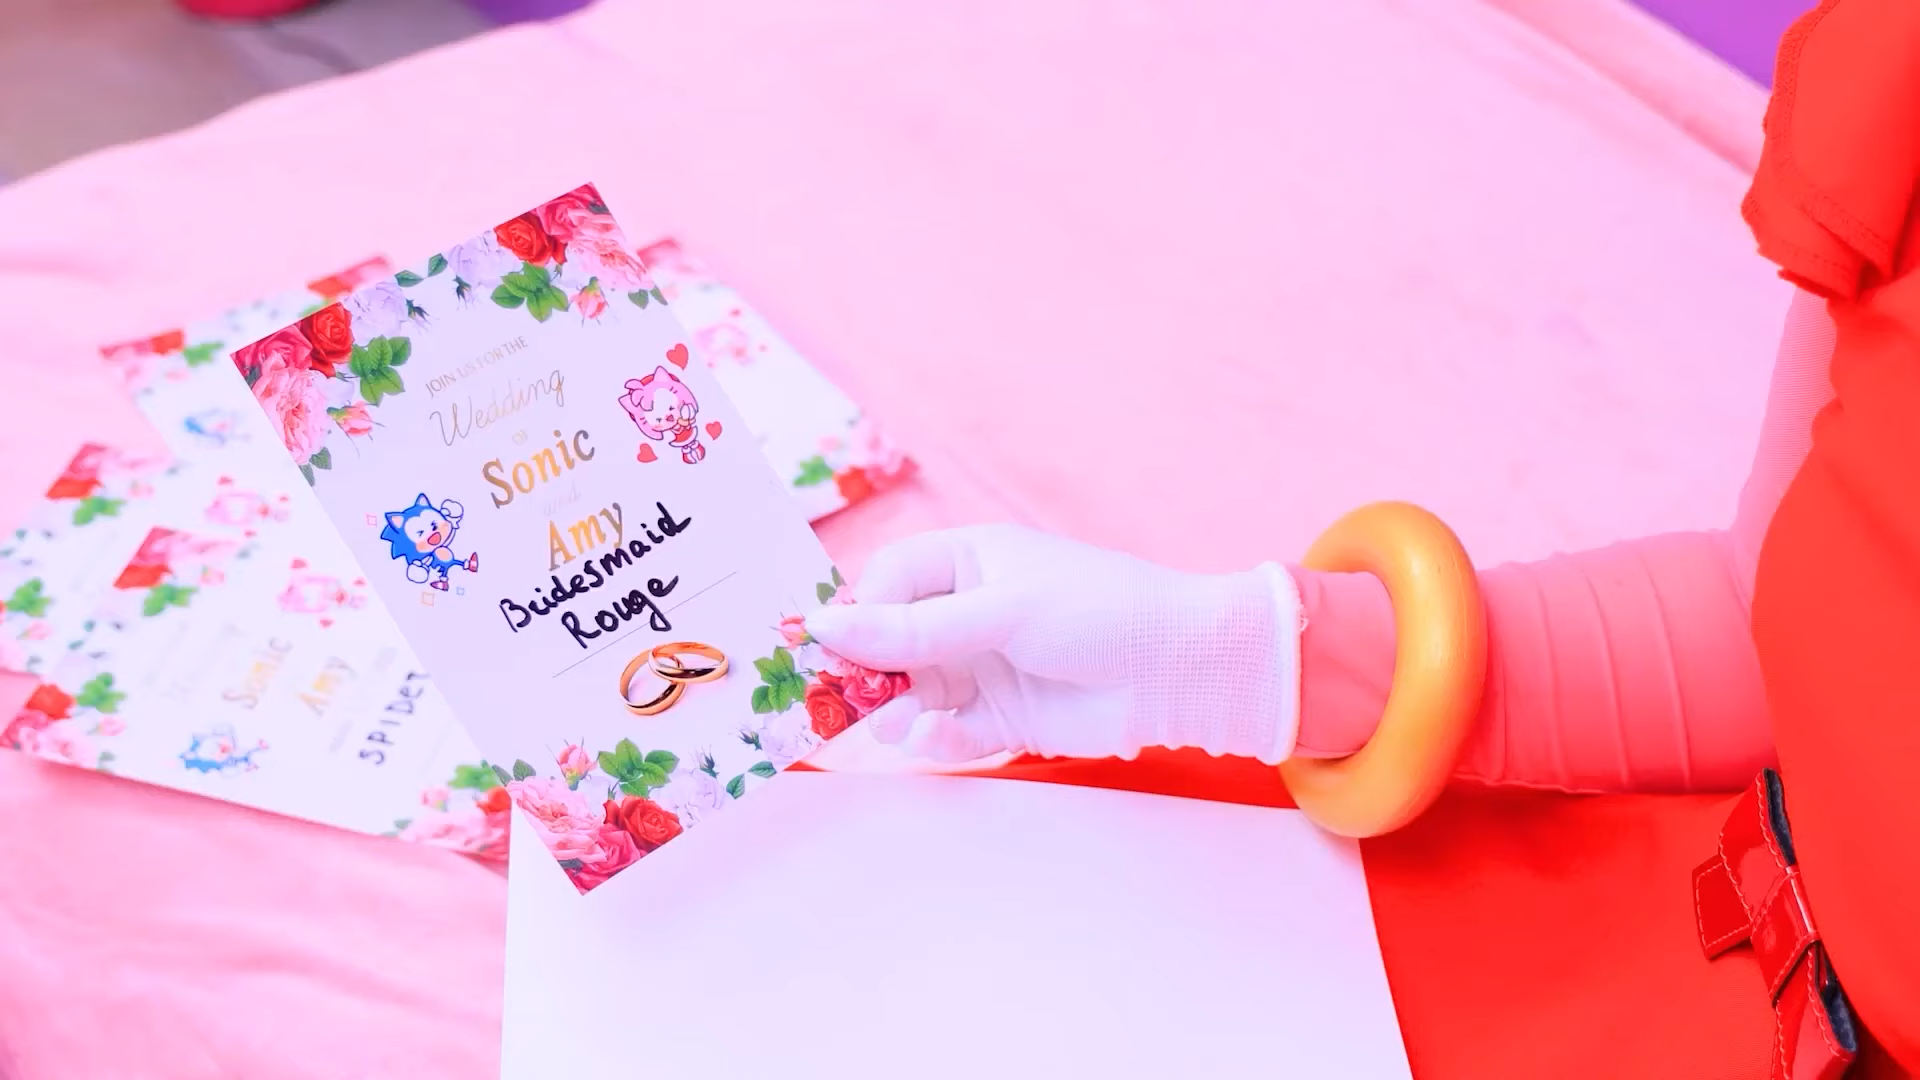 JOIN US FOR THE
Wedding
OF
Sonic
and
Amy
Bridesmaid
Rouge
Sonic
Amy
SPIDER